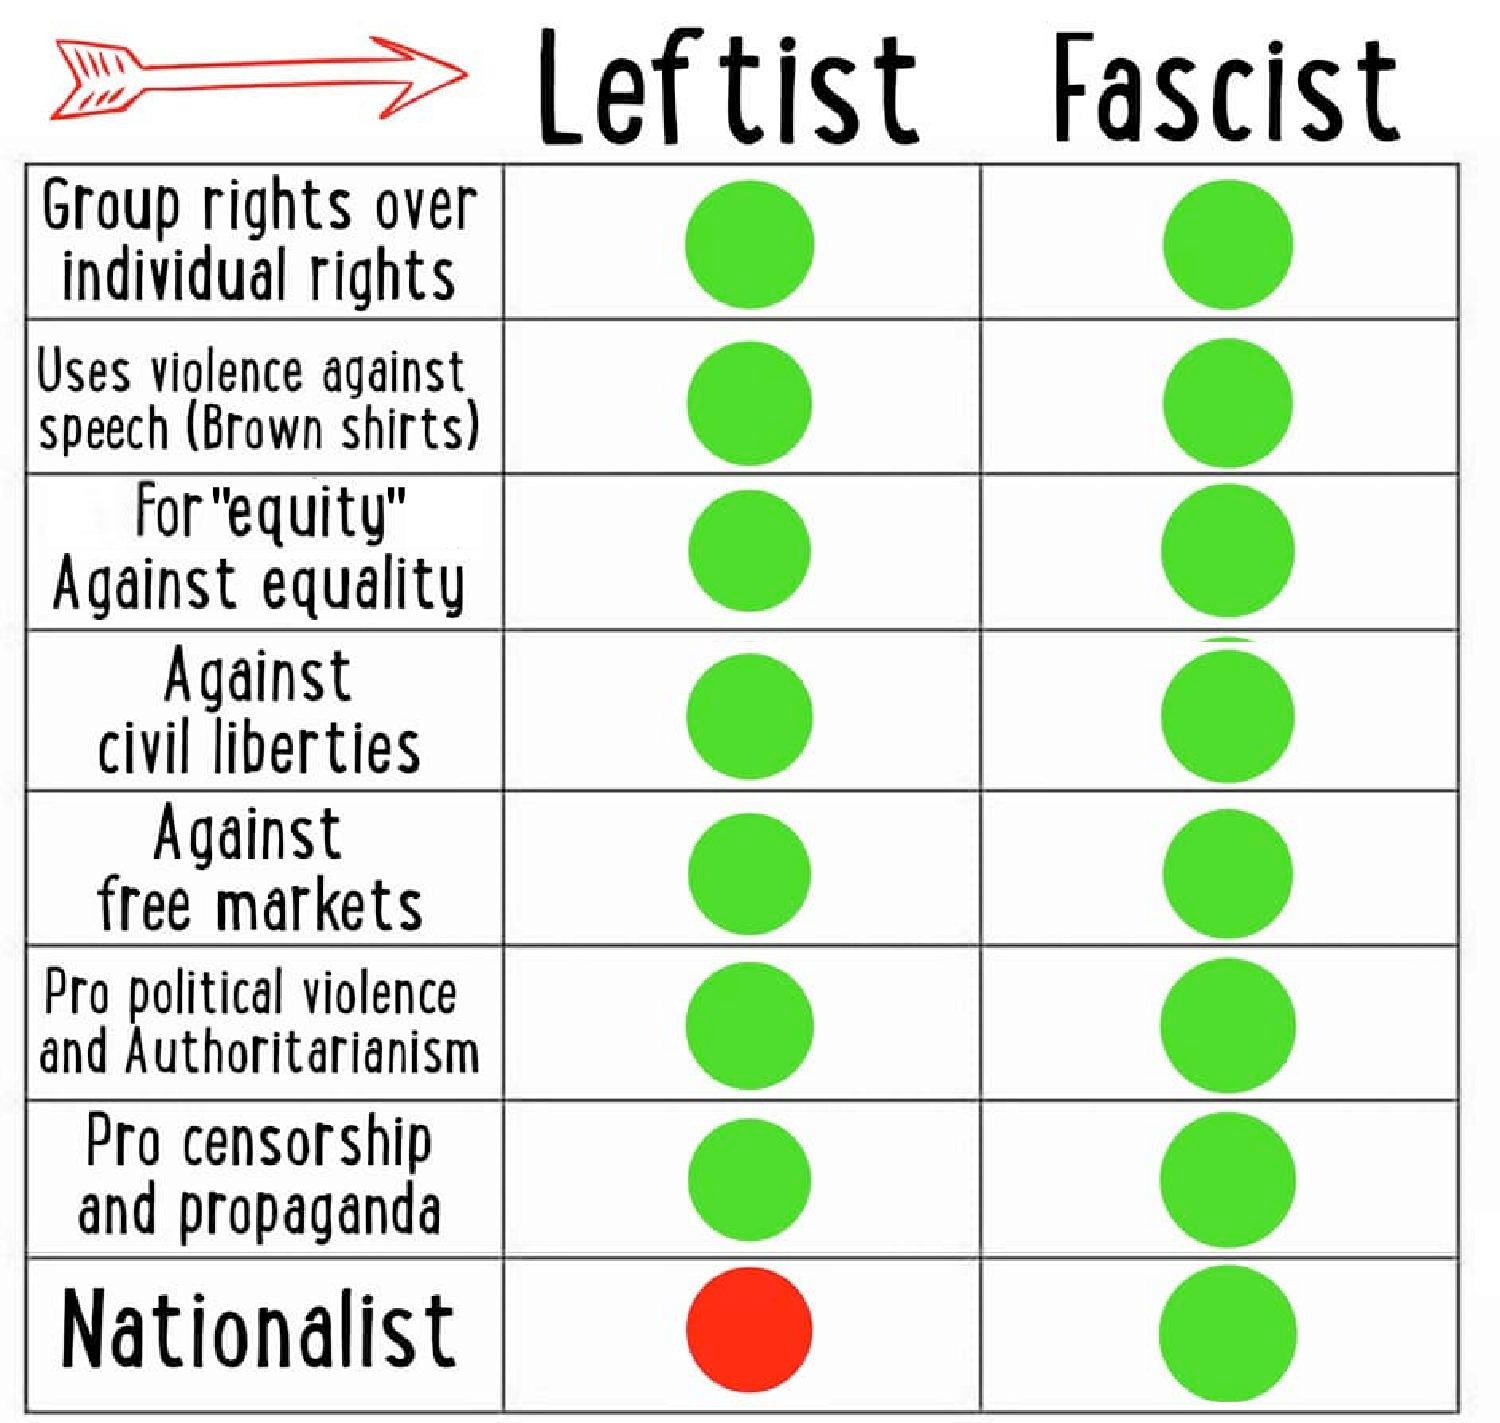 Leftist Fascist
Group rights over
individual rights
Uses violence against
speech (Brown shirts)
For "equity"
Against equality
Against
civil liberties
Against
free markets
Pro political violence
and Authoritarianism
Pro censorship
and propaganda
Nationalist